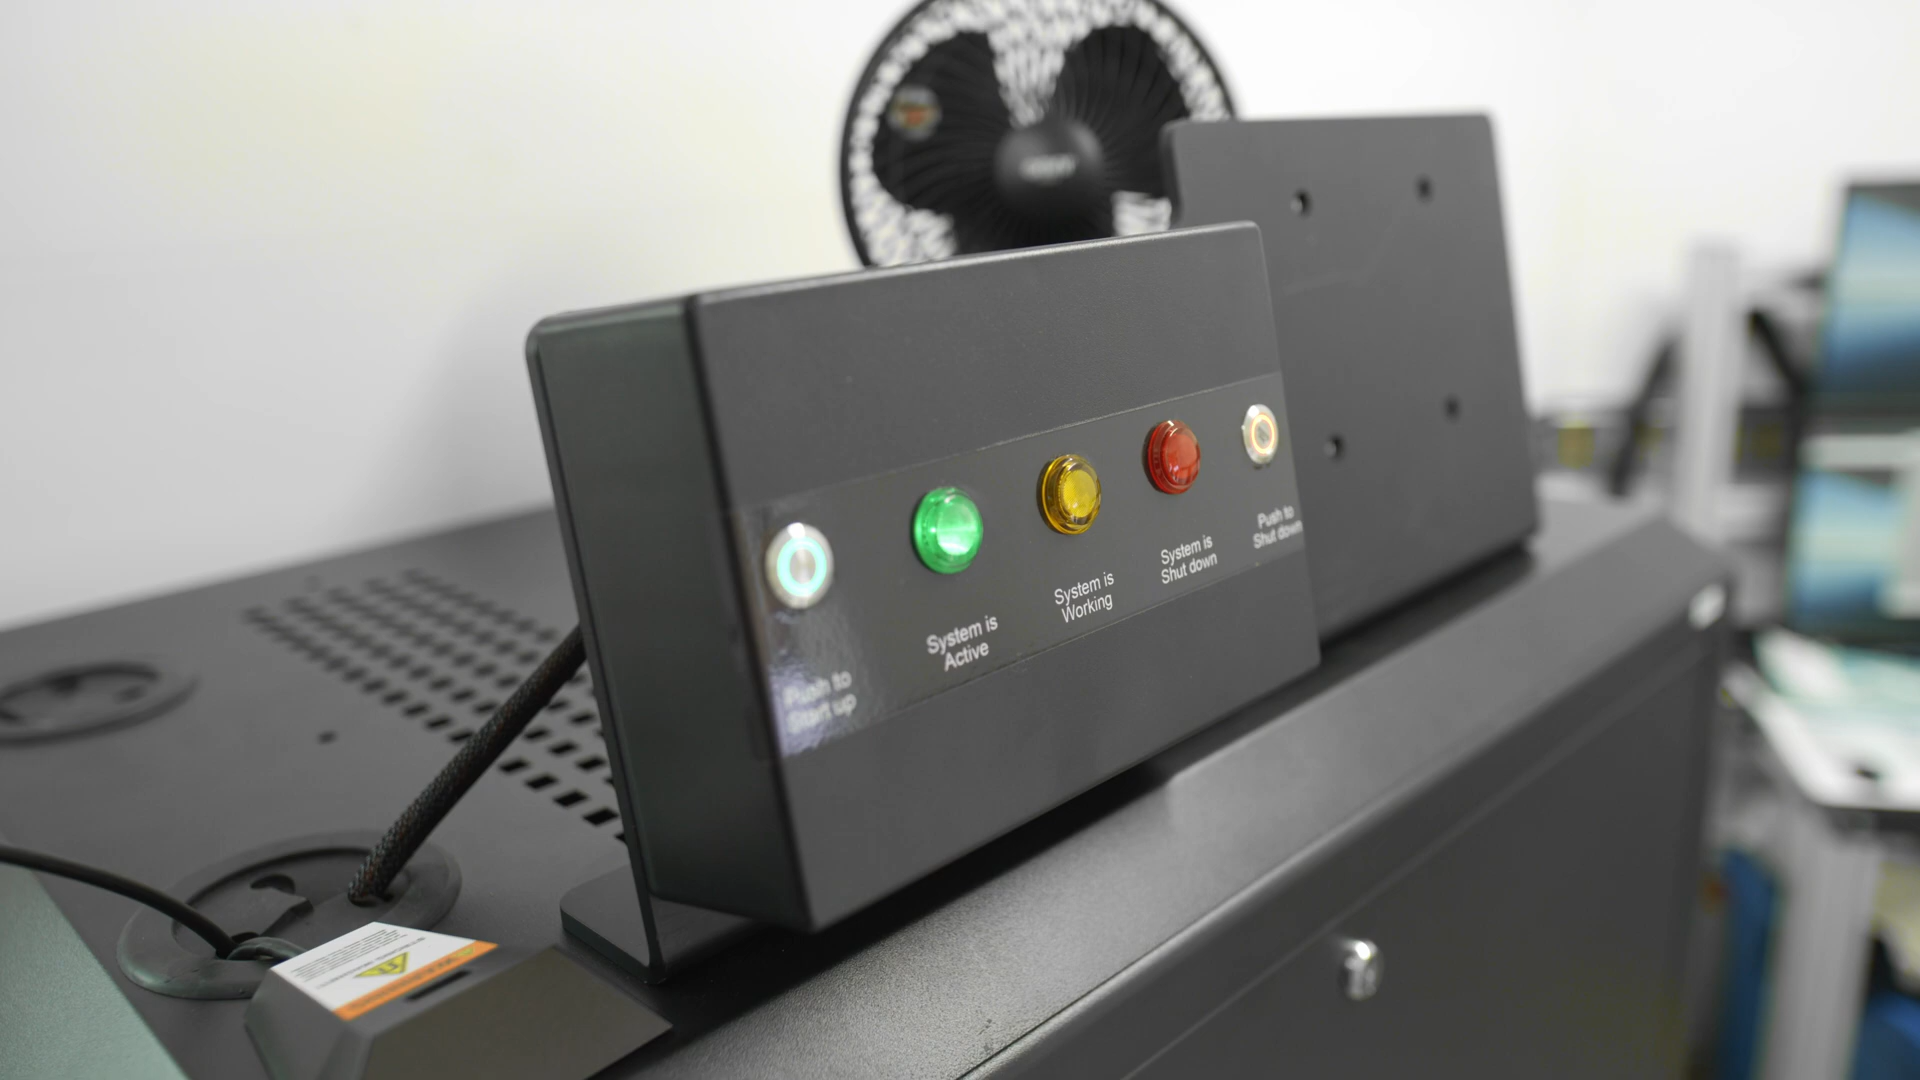 Push to
Start up
System is
Active
System is
Working
System is
Shut down
Push to
Shut down